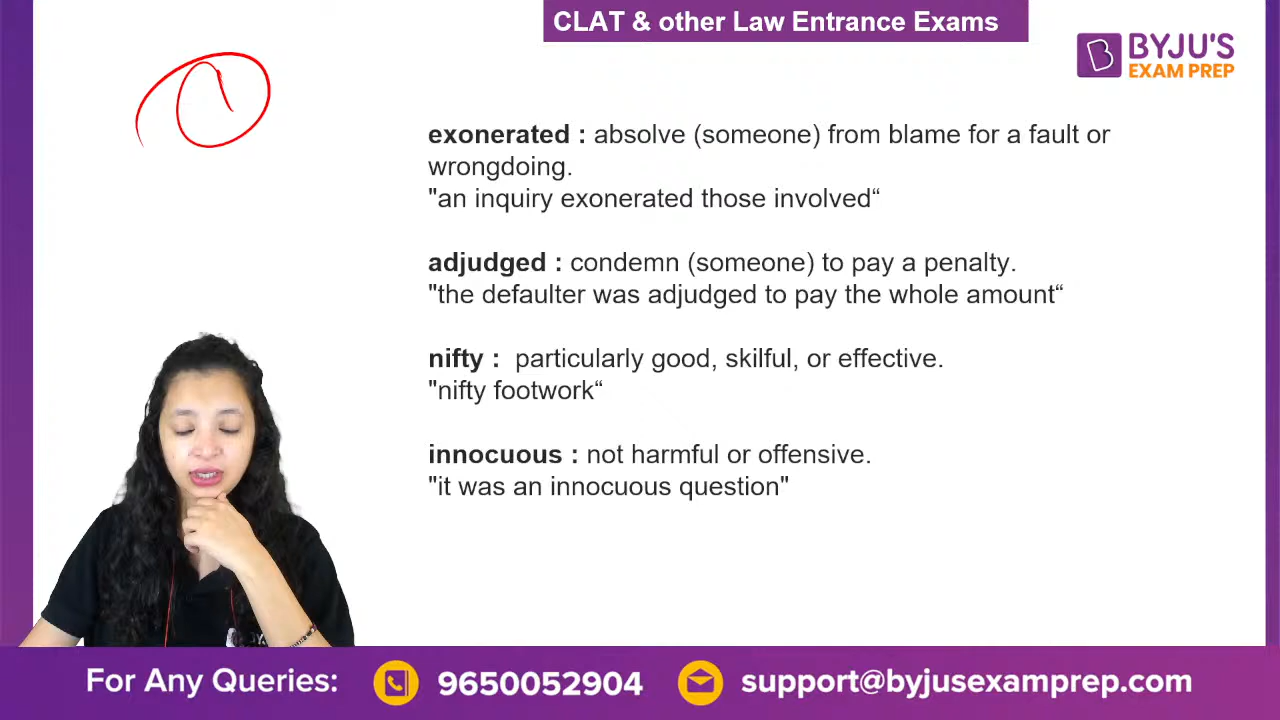 CLAT & other Law Entrance Exams
BYJU'S
EXAM PREP
exonerated : absolve (someone) from blame for a fault or
wrongdoing.
"an inquiry exonerated those involved“
adjudged : condemn (someone) to pay a penalty.
"the defaulter was adjudged to pay the whole amount“
nifty :  particularly good, skilful, or effective.
"nifty footwork“
innocuous : not harmful or offensive.
"it was an innocuous question"
For Any Queries: 9650052904 support@byjusexamprep.com